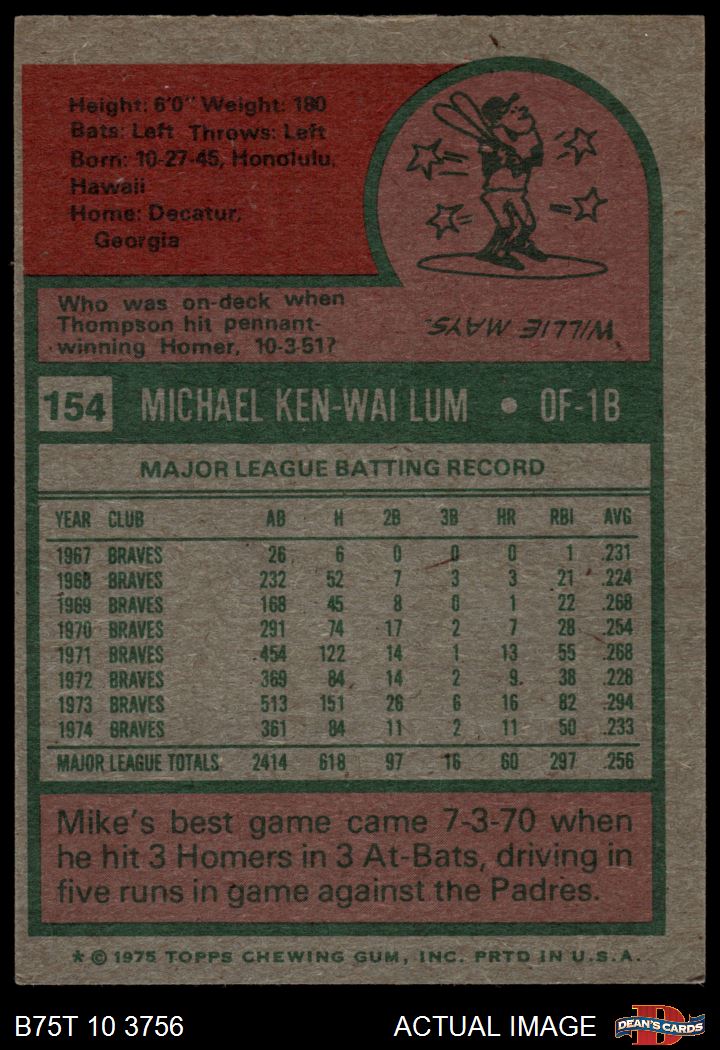 Height: 6'0" Weight: 180
Bats: Left Throws: Left
Born: 10-27-45, Honolulu,
Hawaii
Home: Decatur,
Georgia
Who was on-deck when
Thompson hit pennant-
winning Homer, 10-3-51?
WILLIE MAYS.
154 MICHAEL KEN-WAI LUM • OF-1B
MAJOR LEAGUE BATTING RECORD
YEAR CLUB AB H 2B 3B HR RBI AVG
1967 BRAVES 26 6 0 0 0 1 .231
1968 BRAVES 232 52 7 3 3 21 .224
1969 BRAVES 168 45 8 0 1 22 .268
1970 BRAVES 291 74 17 2 7 28 .254
1971 BRAVES 454 122 14 1 13 55 .268
1972 BRAVES 369 84 14 2 9 38 .228
1973 BRAVES 513 151 26 6 16 82 .294
1974 BRAVES 361 84 11 2 11 50 .233
MAJOR LEAGUE TOTALS 2414 618 97 16 60 297 .256
Mike's best game came 7-3-70 when
he hit 3 Homers in 3 At-Bats, driving in
five runs in game against the Padres.
* © 1975 TOPPS CHEWING GUM, INC. PRTD IN U.S.A.
B75T 10 3756 ACTUAL IMAGE DEAN'S CARDS